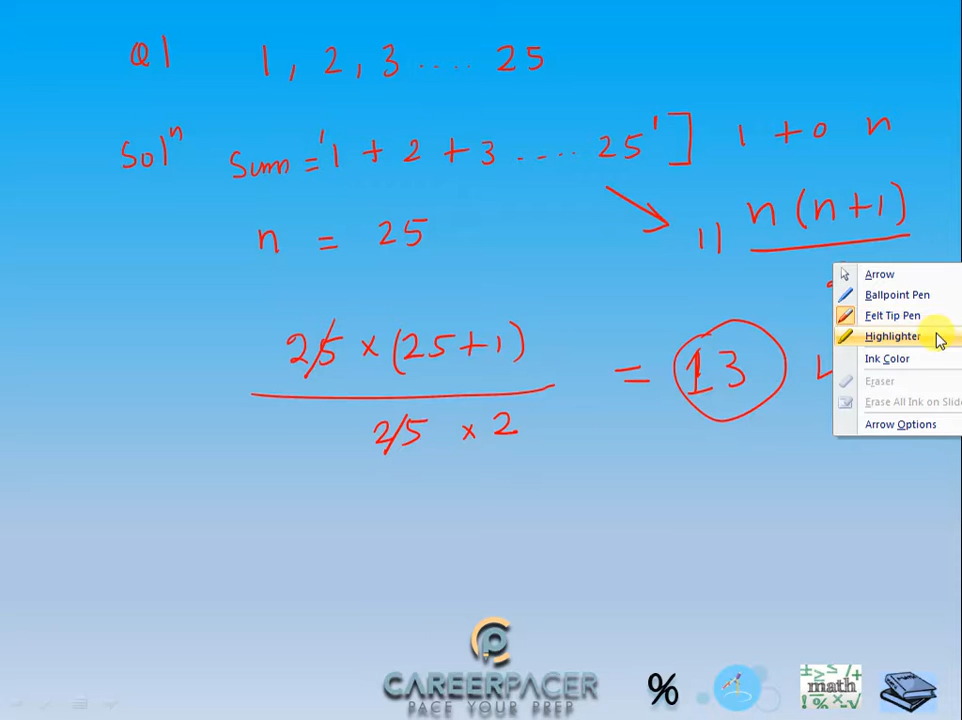 Q1 1, 2, 3 .... 25
Solⁿ Sum = '1 + 2 + 3 .... 25' ] 1 + 0 n
n = 25
n (n+1)
25 × (25+1)
25 × 2
= 13
Arrow
Ballpoint Pen
Felt Tip Pen
Highlighter
Ink Color
Eraser
Erase All Ink on Slid
Arrow Options
CAREERPACER
PACE YOUR PREP
%
math